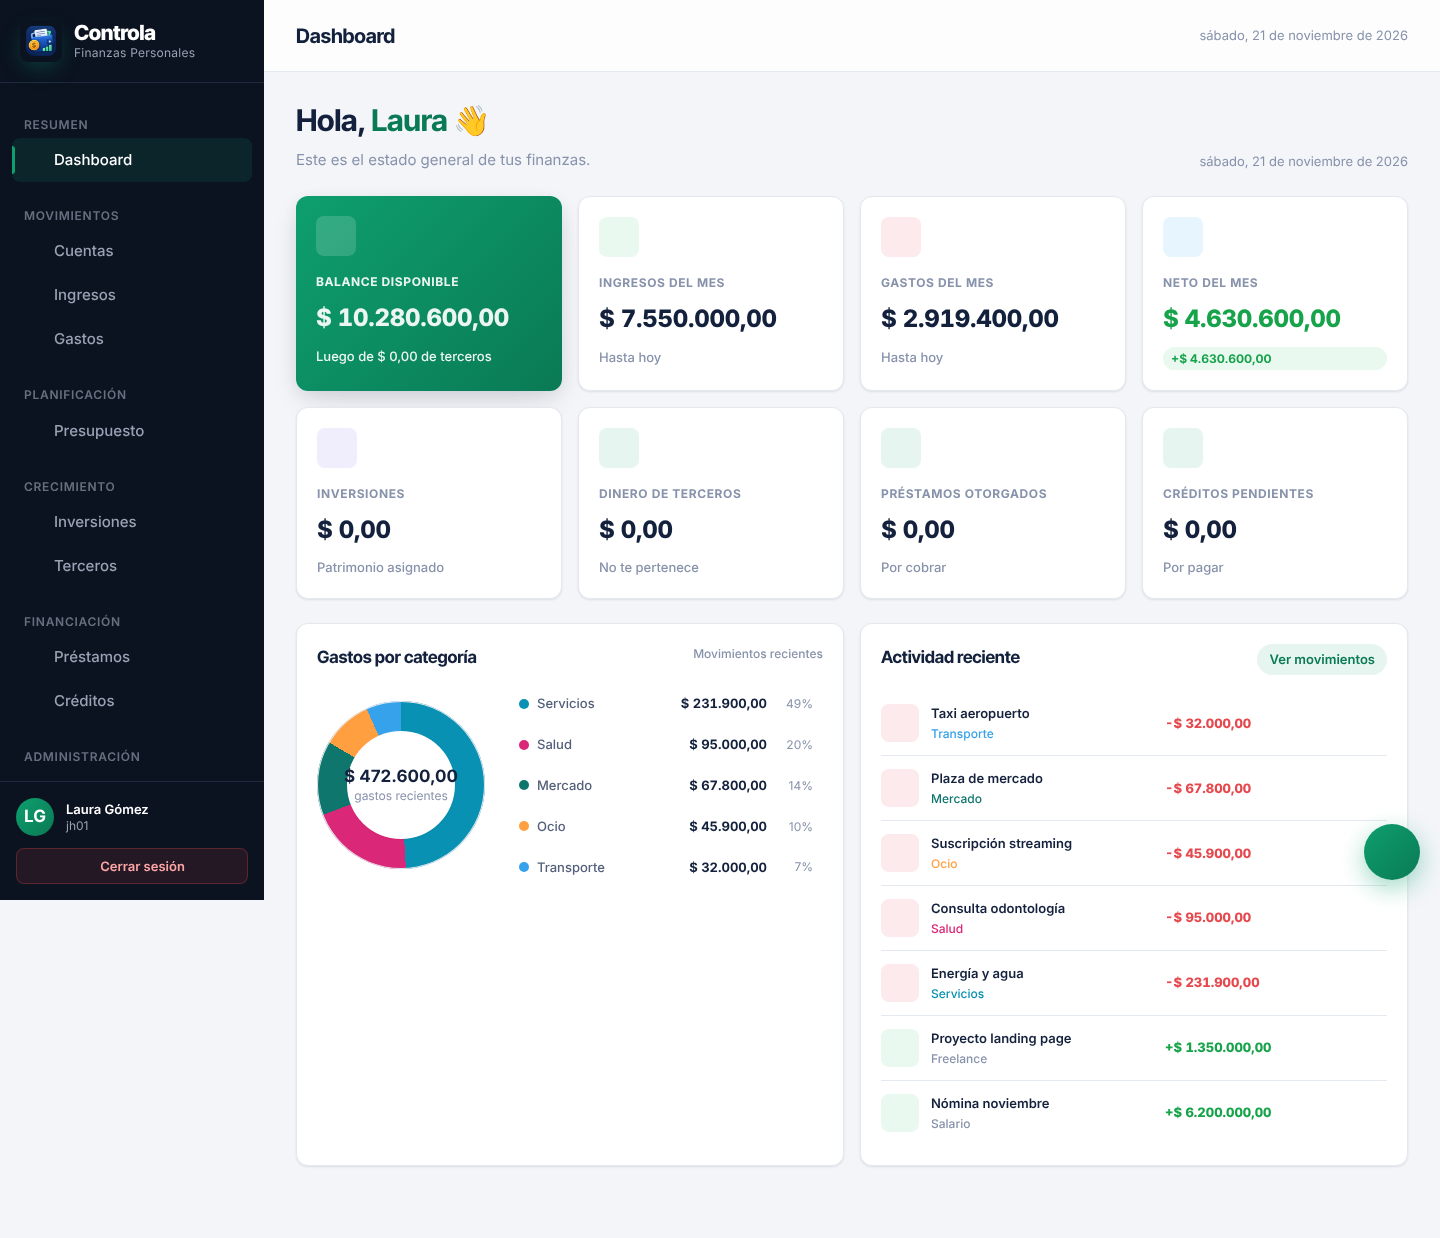 Controla
Finanzas Personales
RESUMEN
Dashboard
MOVIMIENTOS
Cuentas
Ingresos
Gastos
PLANIFICACIÓN
Presupuesto
CRECIMIENTO
Inversiones
Terceros
FINANCIACIÓN
Préstamos
Créditos
ADMINISTRACIÓN
LG
Laura Gómez
jh01
Cerrar sesión
Dashboard
sábado, 21 de noviembre de 2026
Hola, Laura 👋
Este es el estado general de tus finanzas.
sábado, 21 de noviembre de 2026
BALANCE DISPONIBLE
$ 10.280.600,00
Luego de $ 0,00 de terceros
INGRESOS DEL MES
$ 7.550.000,00
Hasta hoy
GASTOS DEL MES
$ 2.919.400,00
Hasta hoy
NETO DEL MES
$ 4.630.600,00
+$ 4.630.600,00
INVERSIONES
$ 0,00
Patrimonio asignado
DINERO DE TERCEROS
$ 0,00
No te pertenece
PRÉSTAMOS OTORGADOS
$ 0,00
Por cobrar
CRÉDITOS PENDIENTES
$ 0,00
Por pagar
Gastos por categoría
Movimientos recientes
$ 472.600,00
gastos recientes
Servicios $ 231.900,00 49%
Salud $ 95.000,00 20%
Mercado $ 67.800,00 14%
Ocio $ 45.900,00 10%
Transporte $ 32.000,00 7%
Actividad reciente
Ver movimientos
Taxi aeropuerto
Transporte
-$ 32.000,00
Plaza de mercado
Mercado
-$ 67.800,00
Suscripción streaming
Ocio
-$ 45.900,00
Consulta odontología
Salud
-$ 95.000,00
Energía y agua
Servicios
-$ 231.900,00
Proyecto landing page
Freelance
+$ 1.350.000,00
Nómina noviembre
Salario
+$ 6.200.000,00